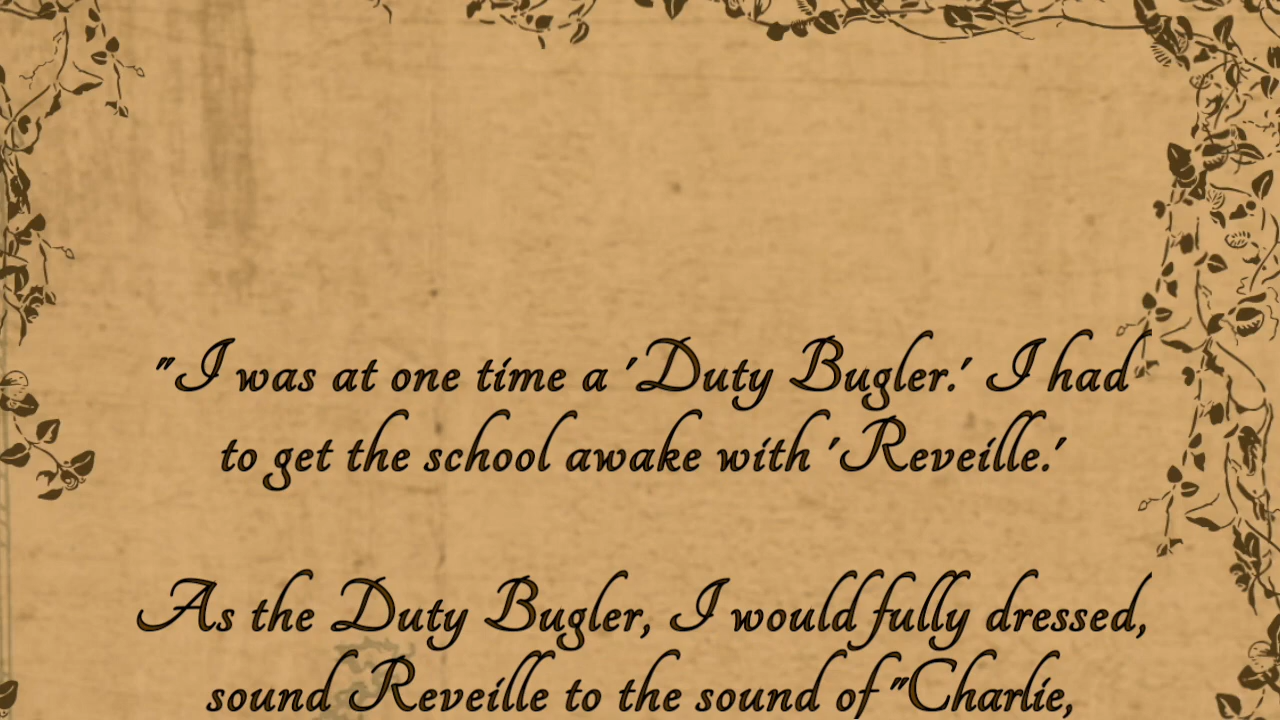 "I was at one time a 'Duty Bugler.' I had
to get the school awake with 'Reveille.'
As the Duty Bugler, I would fully dressed,
sound Reveille to the sound of "Charlie,